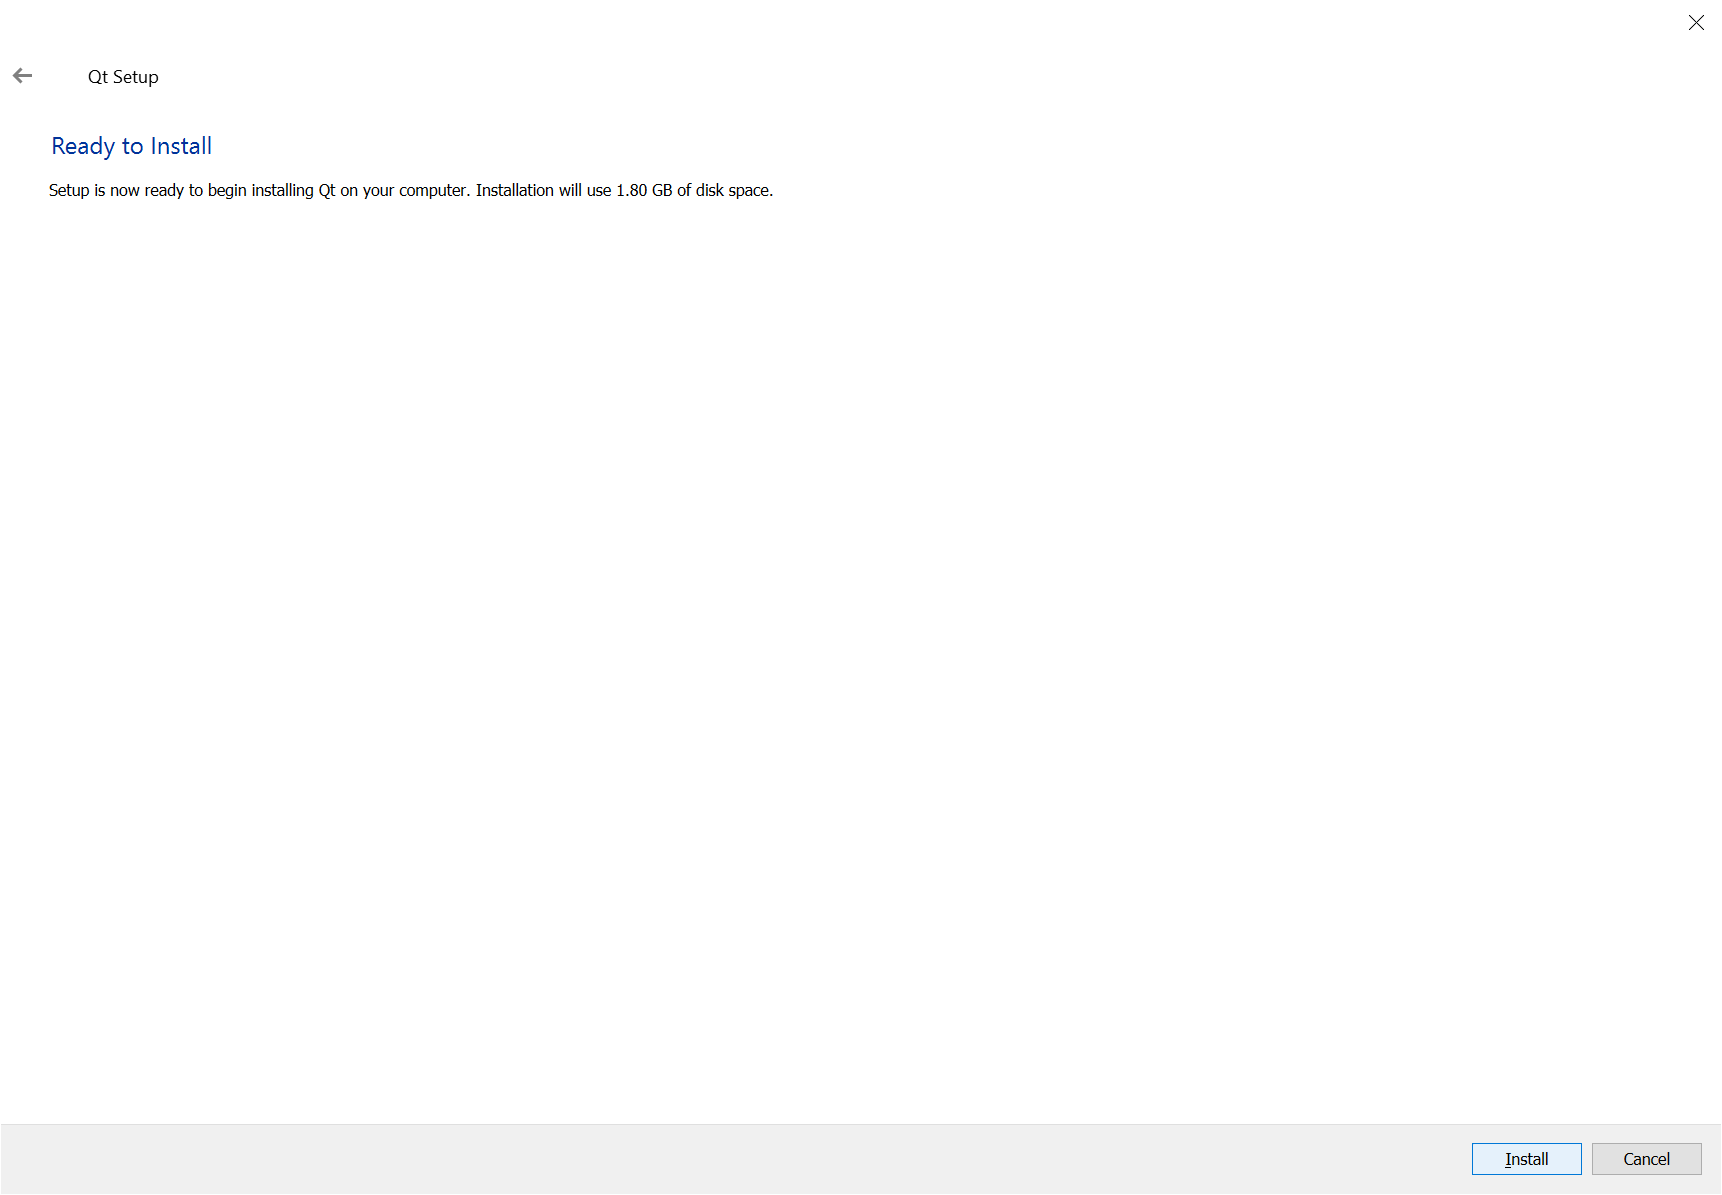 Qt Setup
Ready to Install
Setup is now ready to begin installing Qt on your computer. Installation will use 1.80 GB of disk space.
Install
Cancel